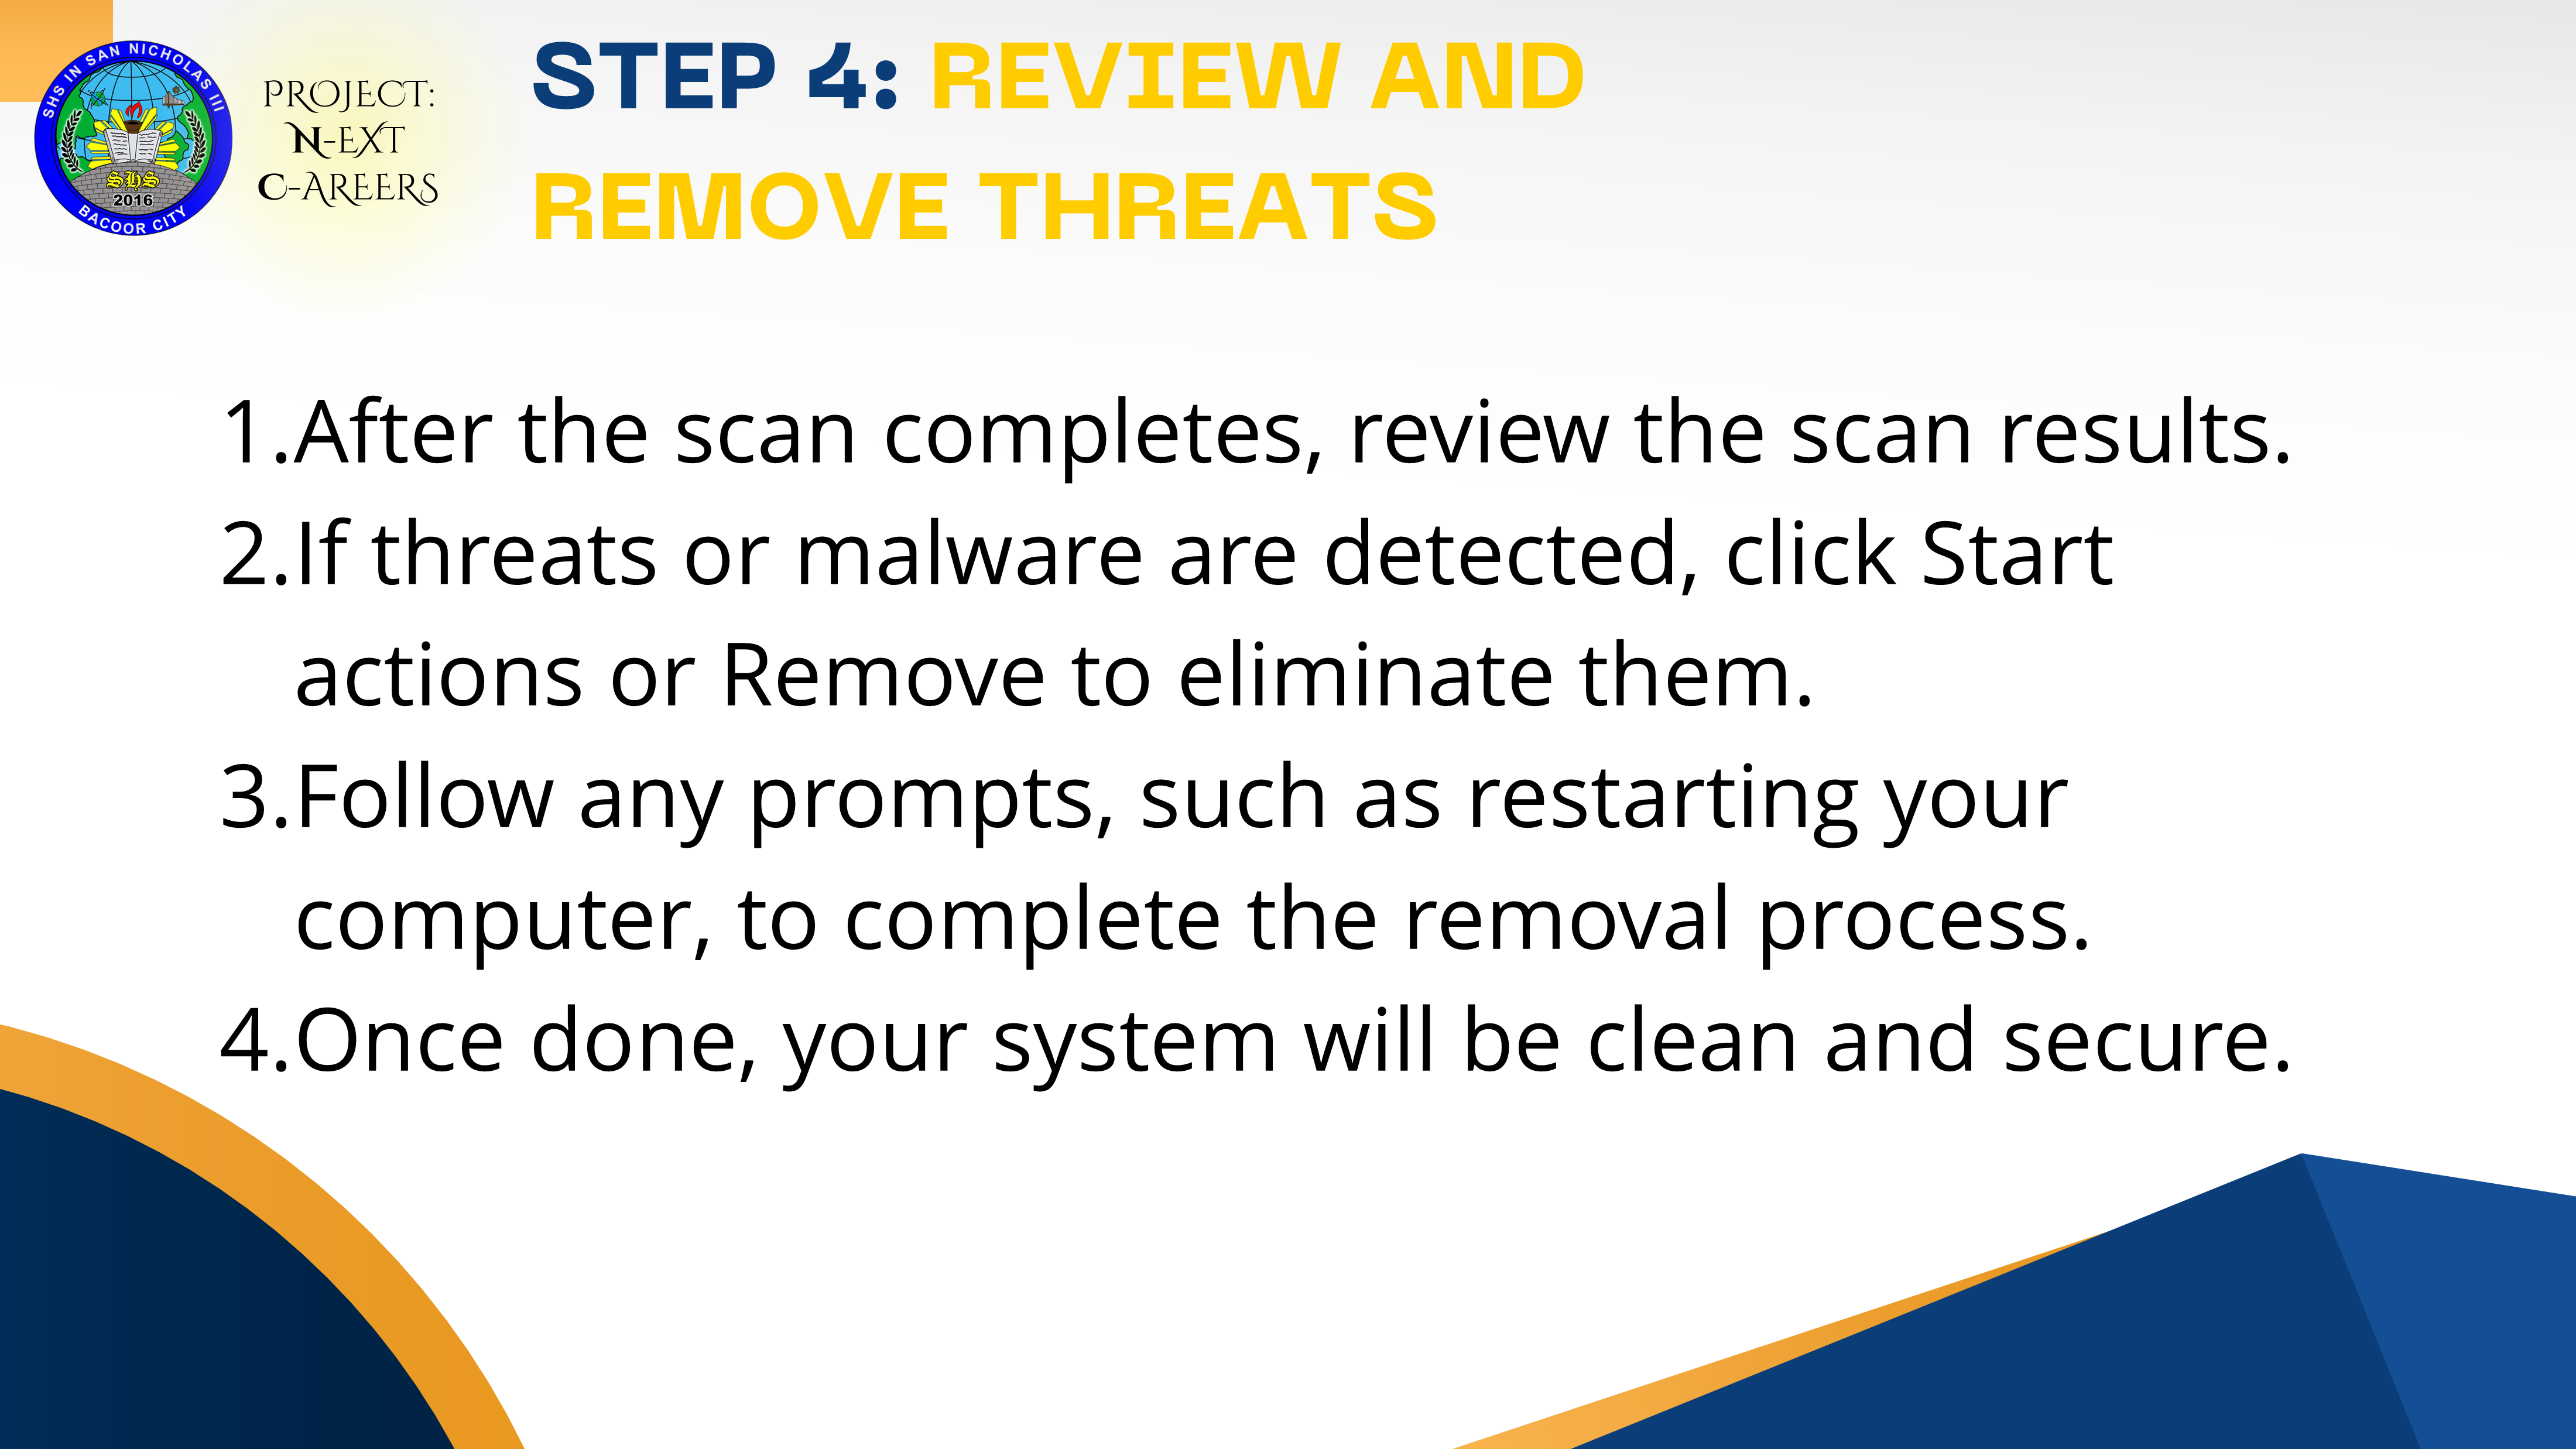 SHS IN SAN NICHOLAS III
SHS
2016
BACOOR CITY
PROJECT:
N-EXT
C-AREERS
STEP 4: REVIEW AND
REMOVE THREATS
1.After the scan completes, review the scan results.
2.If threats or malware are detected, click Start
actions or Remove to eliminate them.
3.Follow any prompts, such as restarting your
computer, to complete the removal process.
4.Once done, your system will be clean and secure.